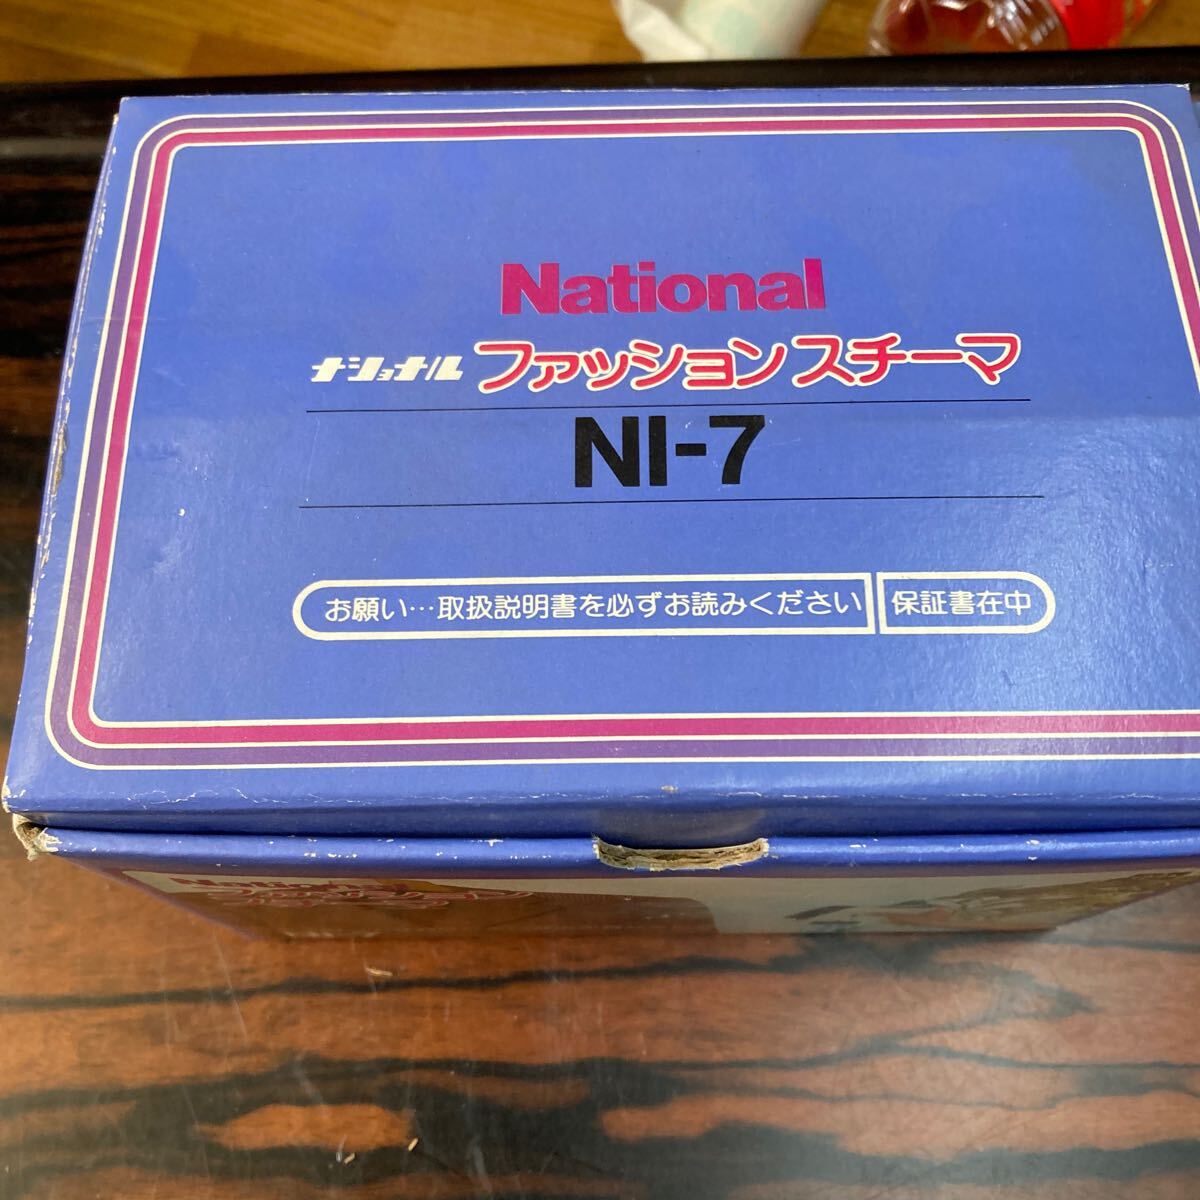 National
ナショナル ファッションスチーマ
NI-7
お願い…取扱説明書を必ずお読みください 保証書在中
National